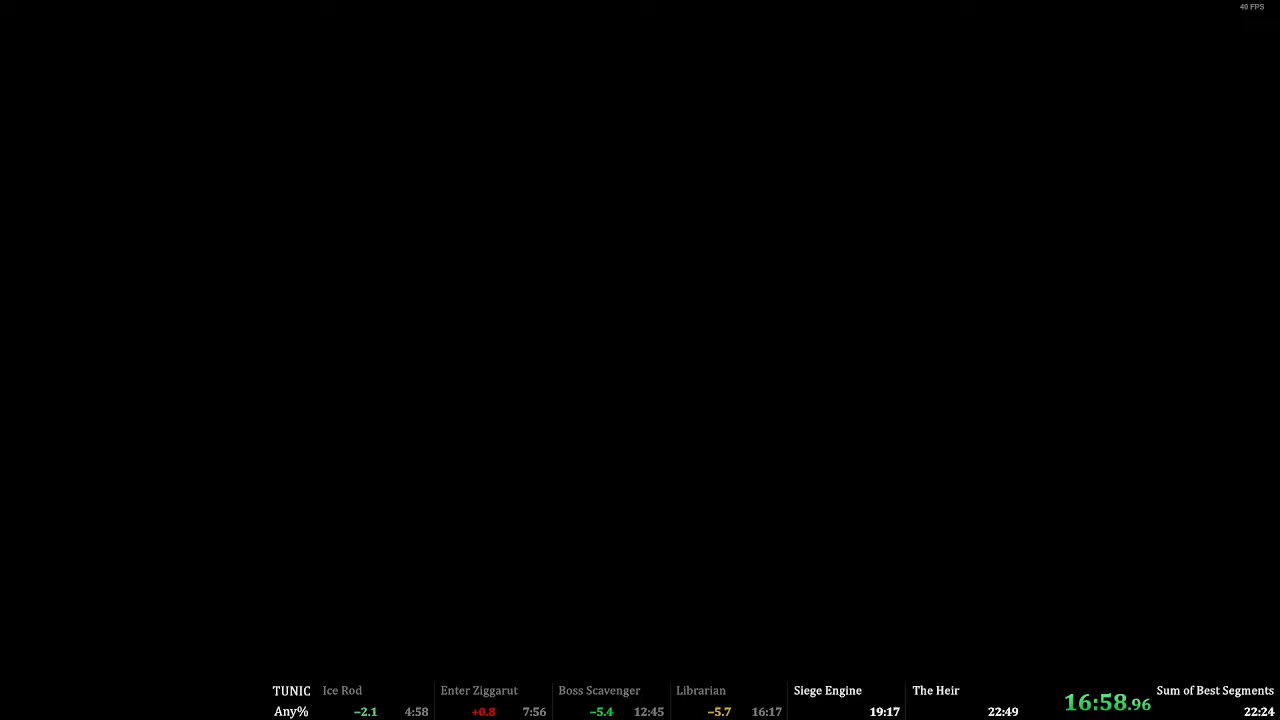 40 FPS
TUNIC Ice Rod Enter Ziggarut Boss Scavenger Librarian Siege Engine The Heir 16:58.96 Sum of Best Segments
Any% −2.1 4:58 +0.8 7:56 −5.4 12:45 −5.7 16:17 19:17 22:49 22:24